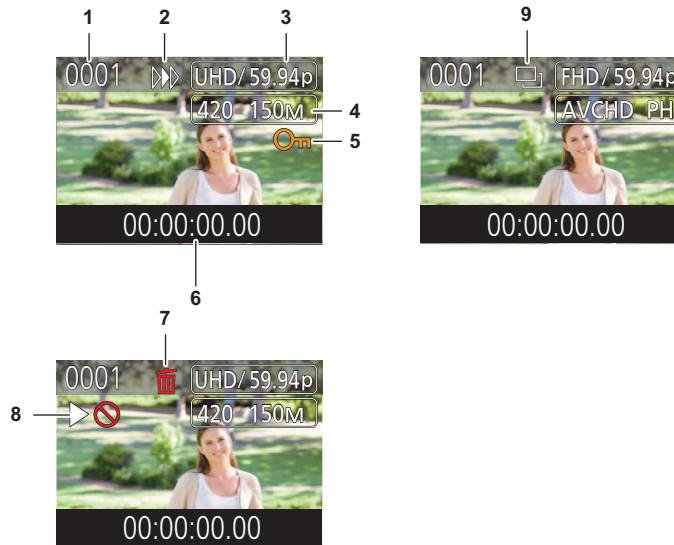 1 2 3 9
0001 UHD/59.94p
420 150M 4
5
00:00:00.00
6
0001 FHD/59.94p
AVCHD PH
00:00:00.00
7
0001 UHD/59.94p
8 420 150M
00:00:00.00